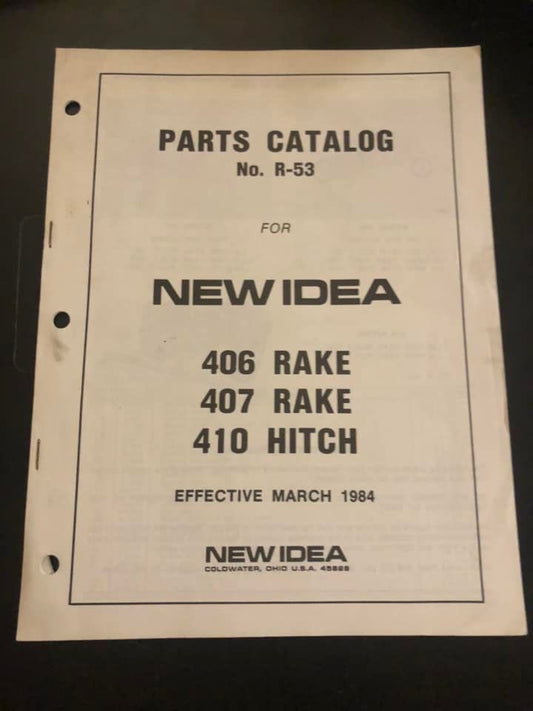 PARTS CATALOG
No. R-53
FOR
NEW IDEA
406 RAKE
407 RAKE
410 HITCH
EFFECTIVE MARCH 1984
NEW IDEA
COLDWATER, OHIO U.S.A. 45828